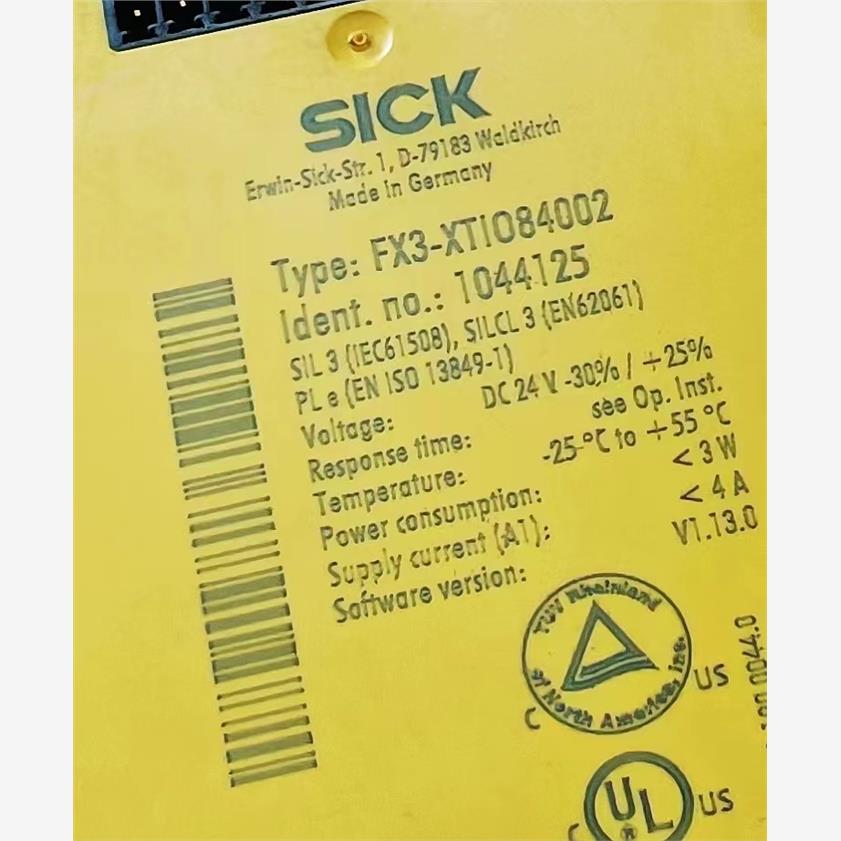 SICK
Erwin-Sick-Str. 1, D-79183 Waldkirch
Made in Germany
Type: FX3-XTIO84002
Ident. no.: 1044125
SIL 3 (IEC61508), SILCL 3 (EN62061)
PL e (EN ISO 13849-1)
Voltage: DC 24 V -30% / +25%
Response time: see Op. Inst.
Temperature: -25 °C to +55 °C
Power consumption: < 3 W
Supply current (A1): < 4 A
Software version: V1.13.0
TÜV Rheinland
of North America, Inc.
C US
C UL US
®